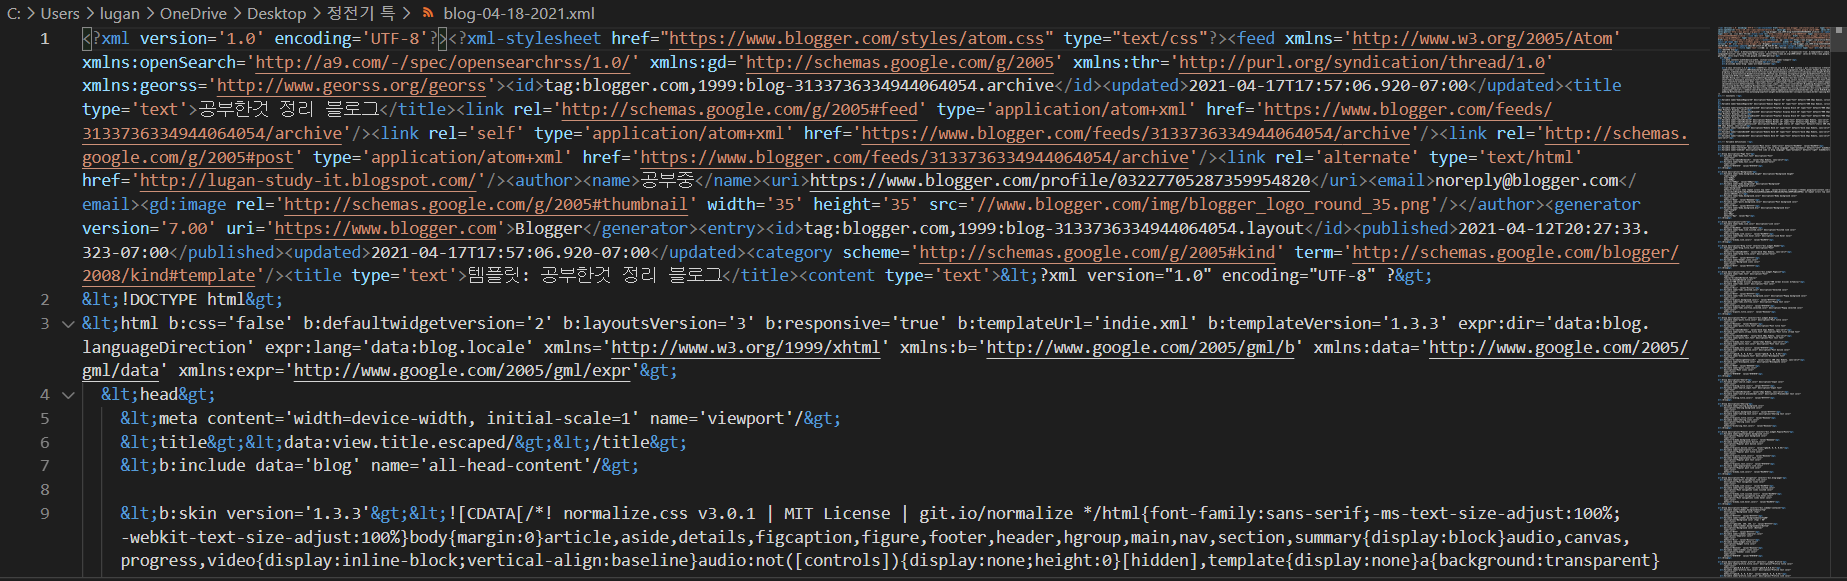 C: > Users > lugan > OneDrive > Desktop > 정전기 특 > blog-04-18-2021.xml
1 <?xml version='1.0' encoding='UTF-8'?><?xml-stylesheet href="https://www.blogger.com/styles/atom.css" type="text/css"?><feed xmlns='http://www.w3.org/2005/Atom'
xmlns:openSearch='http://a9.com/-/spec/opensearchrss/1.0/' xmlns:gd='http://schemas.google.com/g/2005' xmlns:thr='http://purl.org/syndication/thread/1.0'
xmlns:georss='http://www.georss.org/georss'><id>tag:blogger.com,1999:blog-3133736334944064054.archive</id><updated>2021-04-17T17:57:06.920-07:00</updated><title
type='text'>공부한것 정리 블로그</title><link rel='http://schemas.google.com/g/2005#feed' type='application/atom+xml' href='https://www.blogger.com/feeds/
3133736334944064054/archive'/><link rel='self' type='application/atom+xml' href='https://www.blogger.com/feeds/3133736334944064054/archive'/><link rel='http://schemas.
google.com/g/2005#post' type='application/atom+xml' href='https://www.blogger.com/feeds/3133736334944064054/archive'/><link rel='alternate' type='text/html'
href='http://lugan-study-it.blogspot.com/'/><author><name>공부중</name><uri>https://www.blogger.com/profile/03227705287359954820</uri><email>noreply@blogger.com</
email><gd:image rel='http://schemas.google.com/g/2005#thumbnail' width='35' height='35' src='//www.blogger.com/img/blogger_logo_round_35.png'/></author><generator
version='7.00' uri='https://www.blogger.com'>Blogger</generator><entry><id>tag:blogger.com,1999:blog-3133736334944064054.layout</id><published>2021-04-12T20:27:33.
323-07:00</published><updated>2021-04-17T17:57:06.920-07:00</updated><category scheme='http://schemas.google.com/g/2005#kind' term='http://schemas.google.com/blogger/
2008/kind#template'/><title type='text'>템플릿: 공부한것 정리 블로그</title><content type='text'>&lt;?xml version="1.0" encoding="UTF-8" ?&gt;
2 &lt;!DOCTYPE html&gt;
3 &lt;html b:css='false' b:defaultwidgetversion='2' b:layoutsVersion='3' b:responsive='true' b:templateUrl='indie.xml' b:templateVersion='1.3.3' expr:dir='data:blog.
languageDirection' expr:lang='data:blog.locale' xmlns='http://www.w3.org/1999/xhtml' xmlns:b='http://www.google.com/2005/gml/b' xmlns:data='http://www.google.com/2005/
gml/data' xmlns:expr='http://www.google.com/2005/gml/expr'&gt;
4 &lt;head&gt;
5 &lt;meta content='width=device-width, initial-scale=1' name='viewport'/&gt;
6 &lt;title&gt;&lt;data:view.title.escaped/&gt;&lt;/title&gt;
7 &lt;b:include data='blog' name='all-head-content'/&gt;
8
9 &lt;b:skin version='1.3.3'&gt;&lt;![CDATA[/*! normalize.css v3.0.1 | MIT License | git.io/normalize */html{font-family:sans-serif;-ms-text-size-adjust:100%;
-webkit-text-size-adjust:100%}body{margin:0}article,aside,details,figcaption,figure,footer,header,hgroup,main,nav,section,summary{display:block}audio,canvas,
progress,video{display:inline-block;vertical-align:baseline}audio:not([controls]){display:none;height:0}[hidden],template{display:none}a{background:transparent}